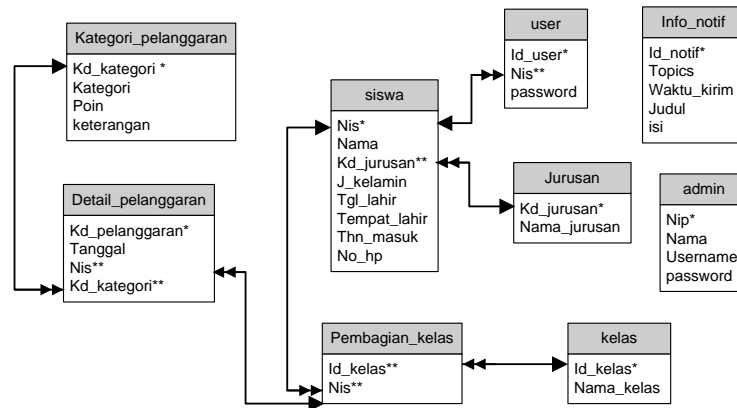 Kategori_pelanggaran
Kd_kategori *
Kategori
Poin
keterangan
Detail_pelanggaran
Kd_pelanggaran*
Tanggal
Nis**
Kd_kategori**
siswa
Nis*
Nama
Kd_jurusan**
J_kelamin
Tgl_lahir
Tempat_lahir
Thn_masuk
No_hp
user
Id_user*
Nis**
password
Info_notif
Id_notif*
Topics
Waktu_kirim
Judul
isi
Jurusan
Kd_jurusan*
Nama_jurusan
admin
Nip*
Nama
Username
password
Pembagian_kelas
Id_kelas**
Nis**
kelas
Id_kelas*
Nama_kelas